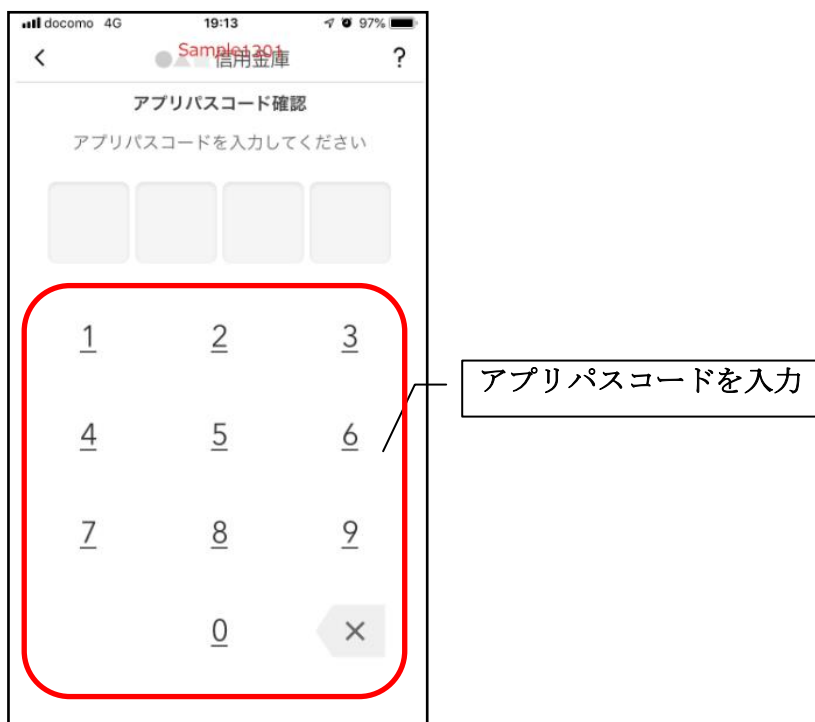 docomo 4G 19:13 97%
< Sample1201 ●▲■信用金庫 ?
アプリパスコード確認
アプリパスコードを入力してください
1 2 3
4 5 6
アプリパスコードを入力
7 8 9
0 ×